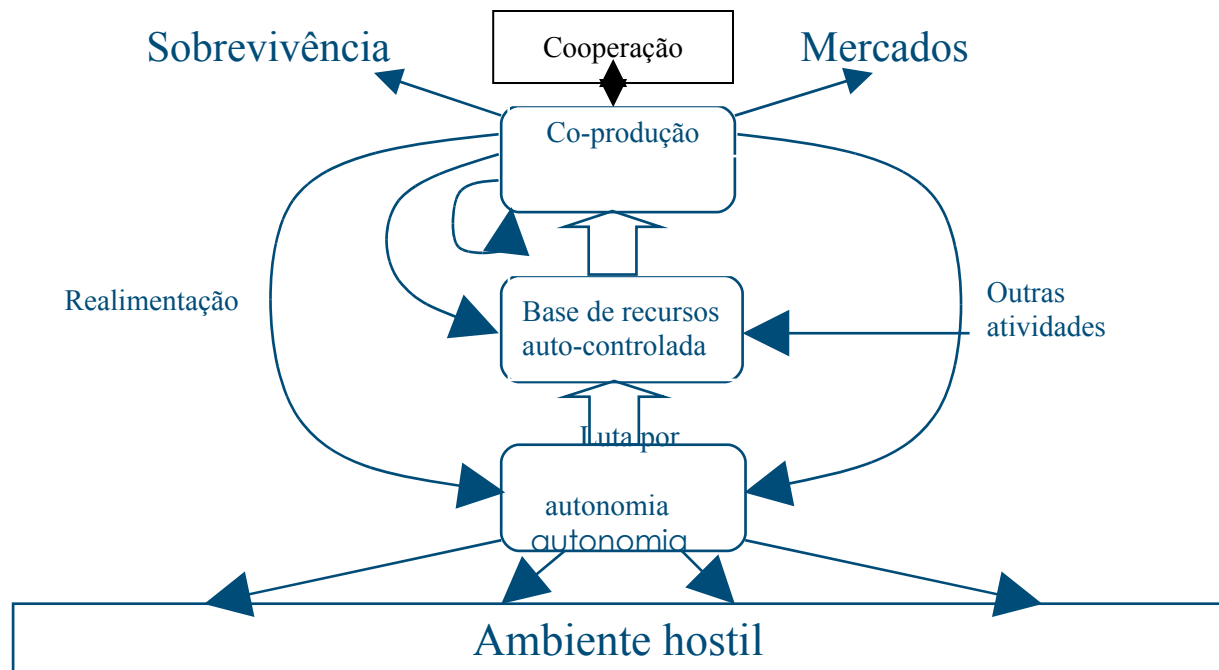 Sobrevivência
Cooperação
Mercados
Co-produção
Realimentação
Base de recursos
auto-controlada
Outras
atividades
Luta por
autonomia
autonomia
Ambiente hostil